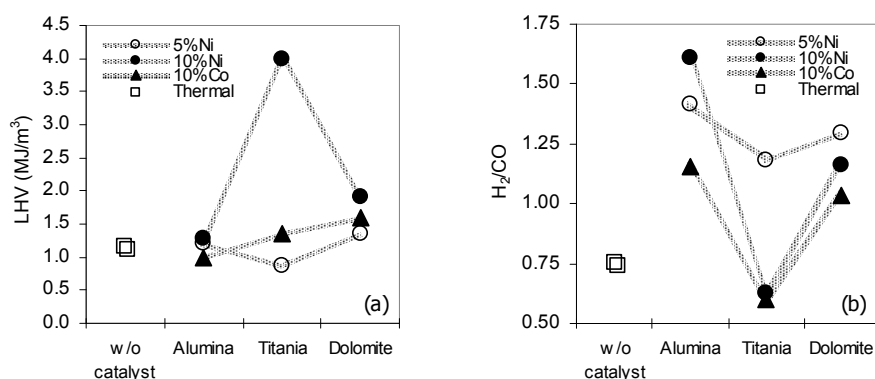 4.5
4.0
3.5
3.0
2.5
2.0
1.5
1.0
0.5
0.0
LHV (MJ/m³)
5%Ni
10%Ni
10%Co
Thermal
(a)
w/o catalyst
Alumina
Titania
Dolomite
1.75
1.50
1.25
1.00
0.75
0.50
H₂/CO
5%Ni
10%Ni
10%Co
Thermal
(b)
w/o catalyst
Alumina
Titania
Dolomite